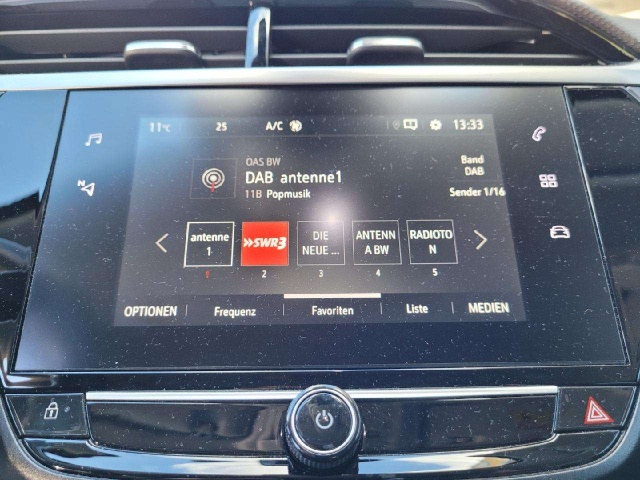 11°C 25 A/C 13:33
OAS BW
DAB antenne1
11B Popmusik
Band
DAB
Sender 1/16
antenne
1
SWR3
DIE
NEUE ...
ANTENN
A BW
RADIOTO
N
1 2 3 4 5
OPTIONEN Frequenz Favoriten Liste MEDIEN